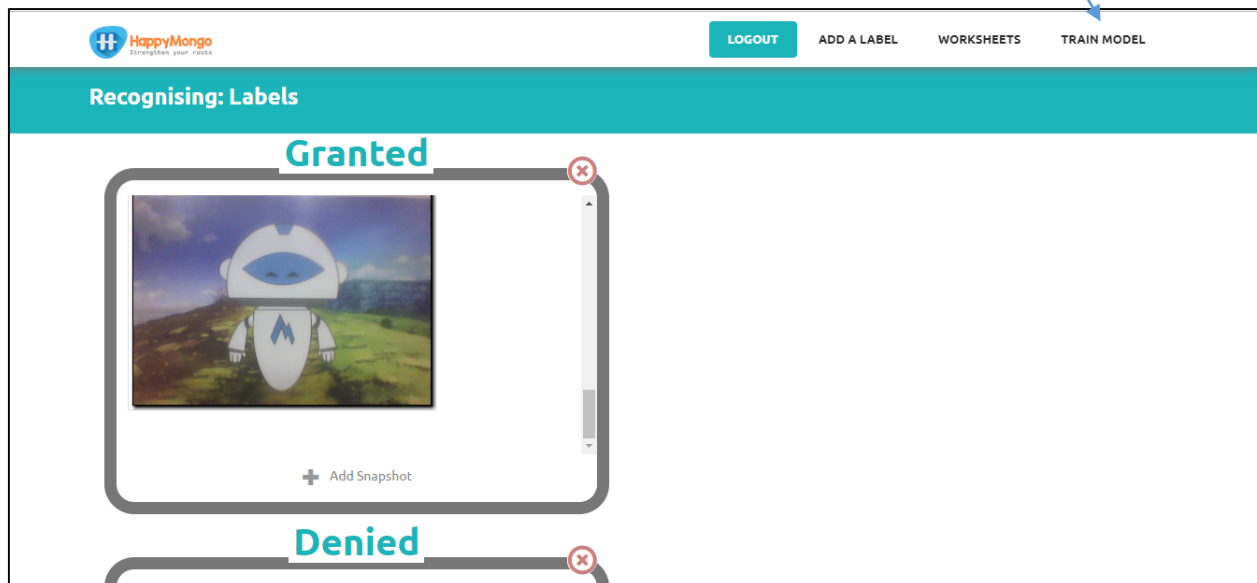 HappyMongo
Strengthen your roots
LOGOUT ADD A LABEL WORKSHEETS TRAIN MODEL
Recognising: Labels
Granted
Add Snapshot
Denied